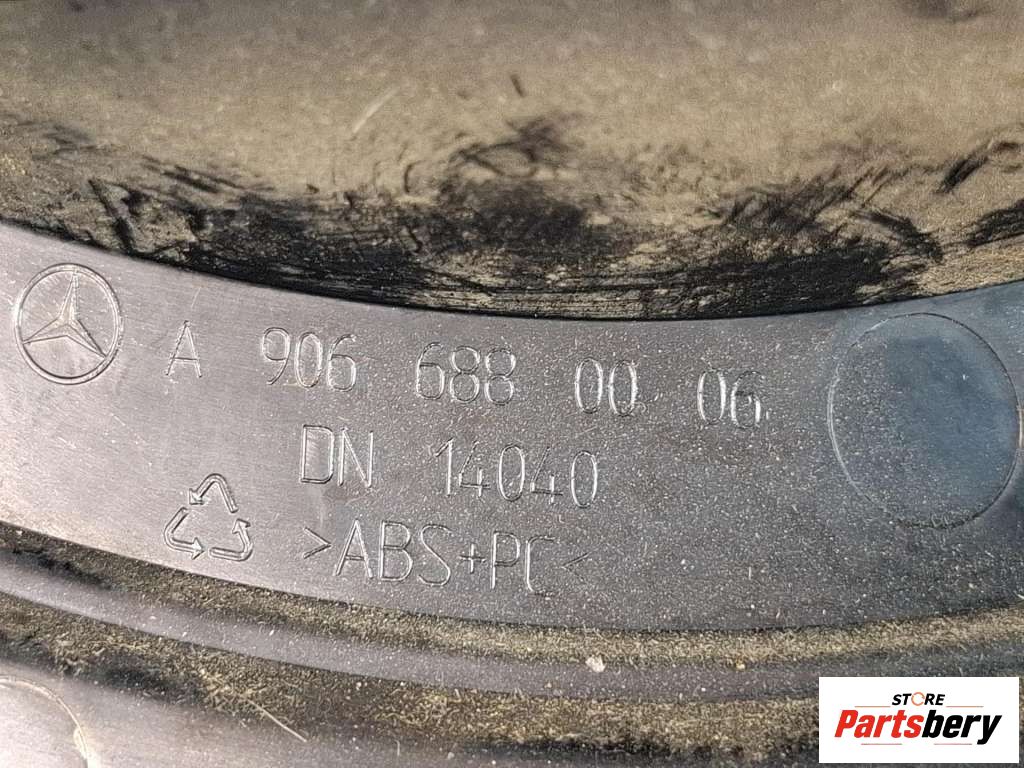 A 906 688 00 06
DN 14040
>ABS+PC<
STORE
Partsbery